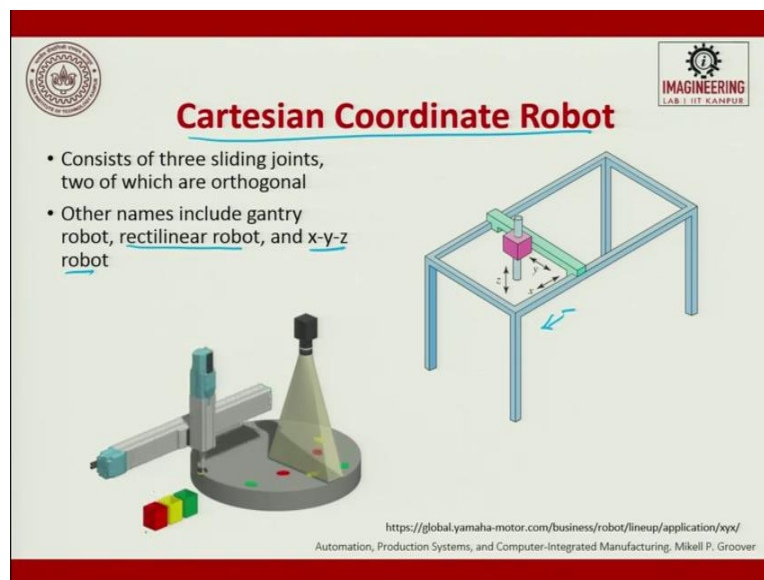 IMAGINEERING
LAB | IIT KANPUR
Cartesian Coordinate Robot
• Consists of three sliding joints,
two of which are orthogonal
• Other names include gantry
robot, rectilinear robot, and x-y-z
robot
y
z
x
https://global.yamaha-motor.com/business/robot/lineup/application/xyx/
Automation, Production Systems, and Computer-Integrated Manufacturing. Mikell P. Groover